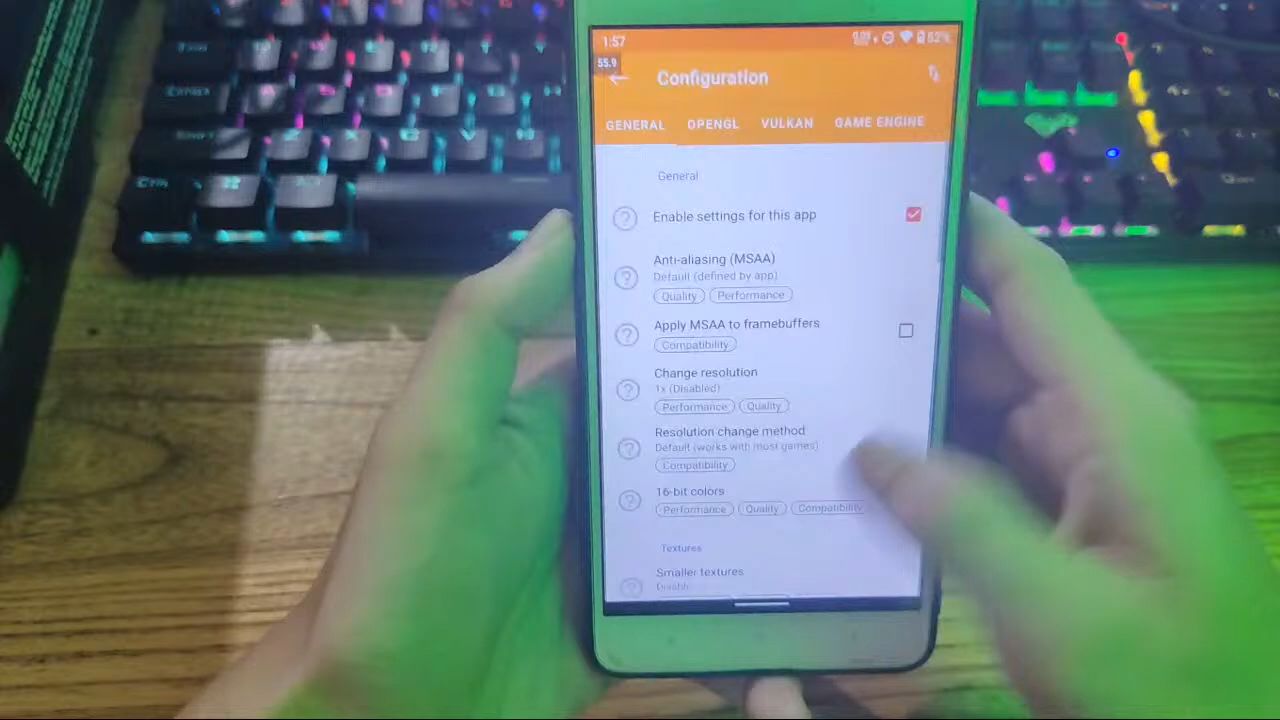 1:57
82%
55.9
Configuration
GENERAL OPENGL VULKAN GAME ENGINE
General
Enable settings for this app
Anti-aliasing (MSAA)
Default (defined by app)
Quality Performance
Apply MSAA to framebuffers
Compatibility
Change resolution
1x (Disabled)
Performance Quality
Resolution change method
Default (works with most games)
Compatibility
16-bit colors
Performance Quality Compatibility
Textures
Smaller textures